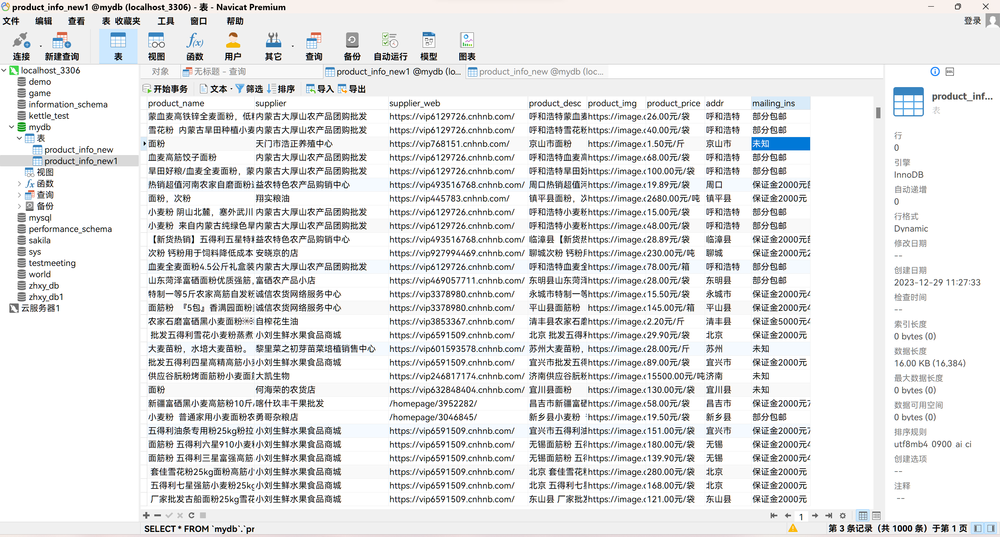 product_info_new1 @mydb (localhost_3306) - 表 - Navicat Premium
文件 编辑 查看 表 收藏夹 工具 窗口 帮助
登录
连接 新建查询 表 视图 函数 用户 其它 查询 备份 自动运行 模型 图表
localhost_3306
demo
game
information_schema
kettle_test
mydb
表
product_info_new
product_info_new1
视图
函数
查询
备份
mysql
performance_schema
sakila
sys
testmeeting
world
zhxy_db
zhxy_db1
云服务器1
对象 无标题 - 查询 product_info_new1 @mydb (lo... product_info_new @mydb (loc...
开始事务 文本 筛选 排序 导入 导出
product_name supplier supplier_web product_desc product_img product_price addr mailing_ins
蒙血麦高铁锌全麦面粉，低 内蒙古大厚山农产品团购批发 https://vip6129726.cnhnb.com/ 呼和浩特蒙血麦 https://image.c 26.00元/袋 呼和浩特 部分包邮
雪花粉 内蒙古旱田种植小麦 内蒙古大厚山农产品团购批发 https://vip6129726.cnhnb.com/ 呼和浩特雪花粉 https://image.c 40.00元/袋 呼和浩特 部分包邮
面粉 天门市浩正养殖中心 https://vip768151.cnhnb.com/ 京山市面粉 https://image.c 1.50元/斤 京山市 未知
血麦高筋饺子面粉 内蒙古大厚山农产品团购批发 https://vip6129726.cnhnb.com/ 呼和浩特血麦高 https://image.c 68.00元/袋 呼和浩特 部分包邮
旱田好粮/血麦全麦面粉，蒙 内蒙古大厚山农产品团购批发 https://vip6129726.cnhnb.com/ 呼和浩特旱田好 https://image.c 100.00元/袋 呼和浩特 部分包邮
热销超值河南农家自磨面粉 益农特色农产品购销中心 https://vip493516768.cnhnb.com/ 周口热销超值河 https://image.c 19.89元/袋 周口 保证金2000元部
面粉，次粉 翔实粮油 https://vip445783.cnhnb.com/ 镇平县面粉，次 https://image.c 2680.00元/吨 镇平县 保证金2000元
小麦粉 阴山北麓，塞外武川 内蒙古大厚山农产品团购批发 https://vip6129726.cnhnb.com/ 呼和浩特小麦粉 https://image.c 15.00元/袋 呼和浩特 部分包邮
小麦粉 来自内蒙古纯绿色旱 内蒙古大厚山农产品团购批发 https://vip6129726.cnhnb.com/ 呼和浩特小麦粉 https://image.c 48.00元/袋 呼和浩特 部分包邮
【新货热销】五得利五星特 益农特色农产品购销中心 https://vip493516768.cnhnb.com/ 临漳县【新货热 https://image.c 28.89元/袋 临漳县 保证金2000元部
次粉 钙粉用于饲料降低成本 安晓京的店 https://vip927994469.cnhnb.com/ 聊城次粉 钙粉用 https://image.c 230.00元/吨 聊城 保证金2000元2
血麦全麦面粉4.5公斤礼盒装 内蒙古大厚山农产品团购批发 https://vip6129726.cnhnb.com/ 呼和浩特血麦全 https://image.c 78.00元/箱 呼和浩特 部分包邮
山东菏泽富硒面粉优质强筋， 富硒农产品小店 https://vip469057711.cnhnb.com/ 东明县山东菏泽 https://image.c 28.00元/袋 东明县 部分包邮
特制一等5斤农家高筋自发粉 诚信农货网络服务中心 https://vip3378980.cnhnb.com/ 永城市特制一等 https://image.c 15.50元/袋 永城市 保证金2000元4
面筋粉 『5包』香满园面粉 诚信农货网络服务中心 https://vip3378980.cnhnb.com/ 平山县面筋粉 https://image.c 145.00元/箱 平山县 保证金2000元4
农家石磨富硒黑小麦面粉￼ 自榨花生油 https://vip3853367.cnhnb.com/ 清丰县农家石磨 https://image.c 2.20元/斤 清丰县 保证金5000元4
批发五得利雪花小麦粉蒸煮 小刘生鲜水果食品商城 https://vip6591509.cnhnb.com/ 北京 批发五得利 https://image.c 29.90元/袋 北京 保证金2000元
大麦苗粉，水培大麦苗粉。 黎里菜之初芽苗菜培植销售中心 https://vip601593578.cnhnb.com/ 苏州大麦苗粉， https://image.c 28.00元/斤 苏州 未知
批发五得利四星高精高筋小麦 小刘生鲜水果食品商城 https://vip6591509.cnhnb.com/ 宜兴市批发五得 https://image.c 89.00元/袋 宜兴市 保证金2000元
供应谷朊粉烤面筋粉小麦面筋 大凯生物 https://vip246817174.cnhnb.com/ 济南供应谷朊粉 https://image.c 15500.00元/吨 济南 未知
面粉 何海荣的农货店 https://vip632848404.cnhnb.com/ 宜川县面粉 https://image.c 130.00元/袋 宜川县 未知
新疆富硒黑小麦高筋粉10斤/ 喀什玖丰干果批发 /homepage/3952282/ 昌吉市新疆富硒 https://image.c 58.00元/袋 昌吉市 保证金2000元7
小麦粉 普通家用小麦面粉农 勇哥杂粮店 /homepage/3046845/ 新乡县小麦粉 https://image.c 19.50元/袋 新乡县 部分包邮
五得利油条专用粉25kg粉拉 小刘生鲜水果食品商城 https://vip6591509.cnhnb.com/ 宜兴市五得利油 https://image.c 151.00元/袋 宜兴市 保证金2000元7
面筋粉 五得利六星910小麦粉 小刘生鲜水果食品商城 https://vip6591509.cnhnb.com/ 无锡面筋粉 五得 https://image.c 180.00元/袋 无锡 保证金2000元4
面筋粉 五得利三星富强高筋 小刘生鲜水果食品商城 https://vip6591509.cnhnb.com/ 无锡面筋粉 五得 https://image.c 139.90元/袋 无锡 保证金2000元4
套佳雪花粉25kg面粉高筋小 小刘生鲜水果食品商城 https://vip6591509.cnhnb.com/ 北京 套佳雪花粉 https://image.c 280.00元/袋 北京 保证金2000元
五得利七星强筋小麦粉25kg 小刘生鲜水果食品商城 https://vip6591509.cnhnb.com/ 北京 五得利七星 https://image.c 168.00元/袋 北京 保证金2000元
厂家批发古船面粉25kg雪花 小刘生鲜水果食品商城 https://vip6591509.cnhnb.com/ 东山县 厂家批发 https://image.c 121.00元/袋 东山县 保证金2000元
1
SELECT * FROM `mydb`.`pr
第 3 条记录（共 1000 条）于第 1 页
DDL
product_inf...
表
行
0
引擎
InnoDB
自动递增
0
行格式
Dynamic
修改日期
--
创建日期
2023-12-29 11:27:33
检查时间
--
索引长度
0 bytes (0)
数据长度
16.00 KB (16,384)
最大数据长度
0 bytes (0)
数据可用空间
0 bytes (0)
排序规则
utf8mb4_0900_ai_ci
创建选项
--
注释
--